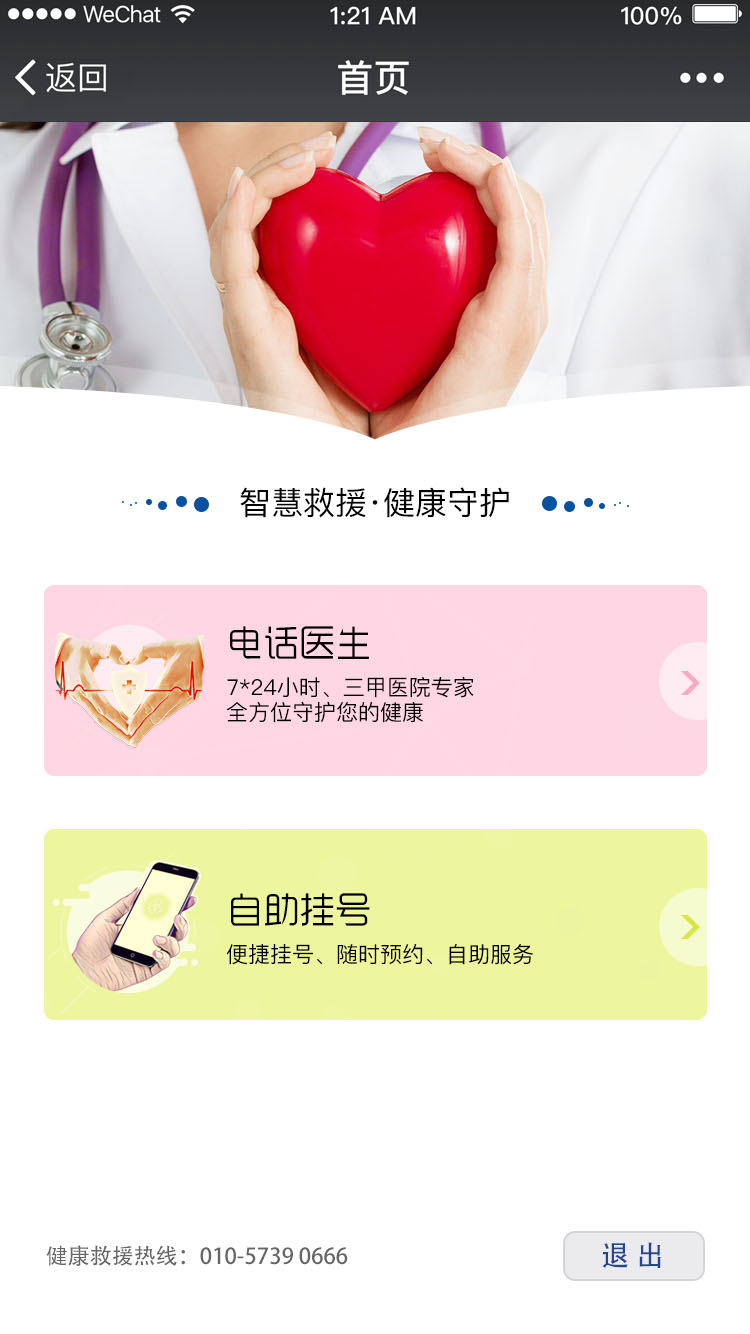 WeChat 1:21 AM 100%
返回 首页
智慧救援·健康守护
电话医生
7*24小时、三甲医院专家
全方位守护您的健康
自助挂号
便捷挂号、随时预约、自助服务
健康救援热线：010-5739 0666 退 出